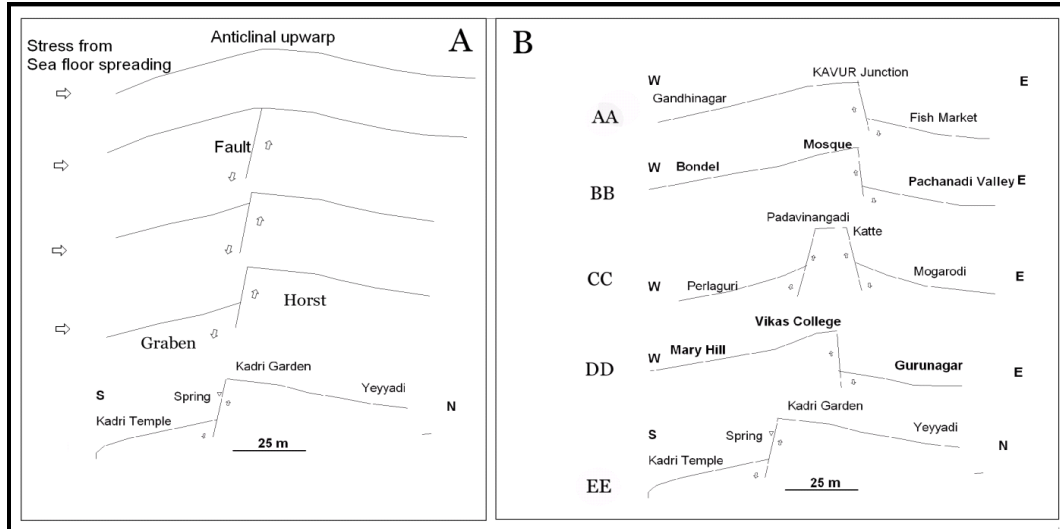 A
Anticlinal upwarp
Stress from
Sea floor spreading
Fault
Horst
Graben
Kadri Garden
S
Spring
Yeyyadi
N
Kadri Temple
25 m
B
KAVUR Junction
W
E
Gandhinagar
AA
Fish Market
Mosque
W Bondel
Pachanadi Valley E
BB
Padavinangadi
Katte
CC
Mogarodi
W Perlaguri
E
Vikas College
W Mary Hill
DD
Gurunagar
E
Kadri Garden
S
Spring
Yeyyadi
N
Kadri Temple
EE
25 m